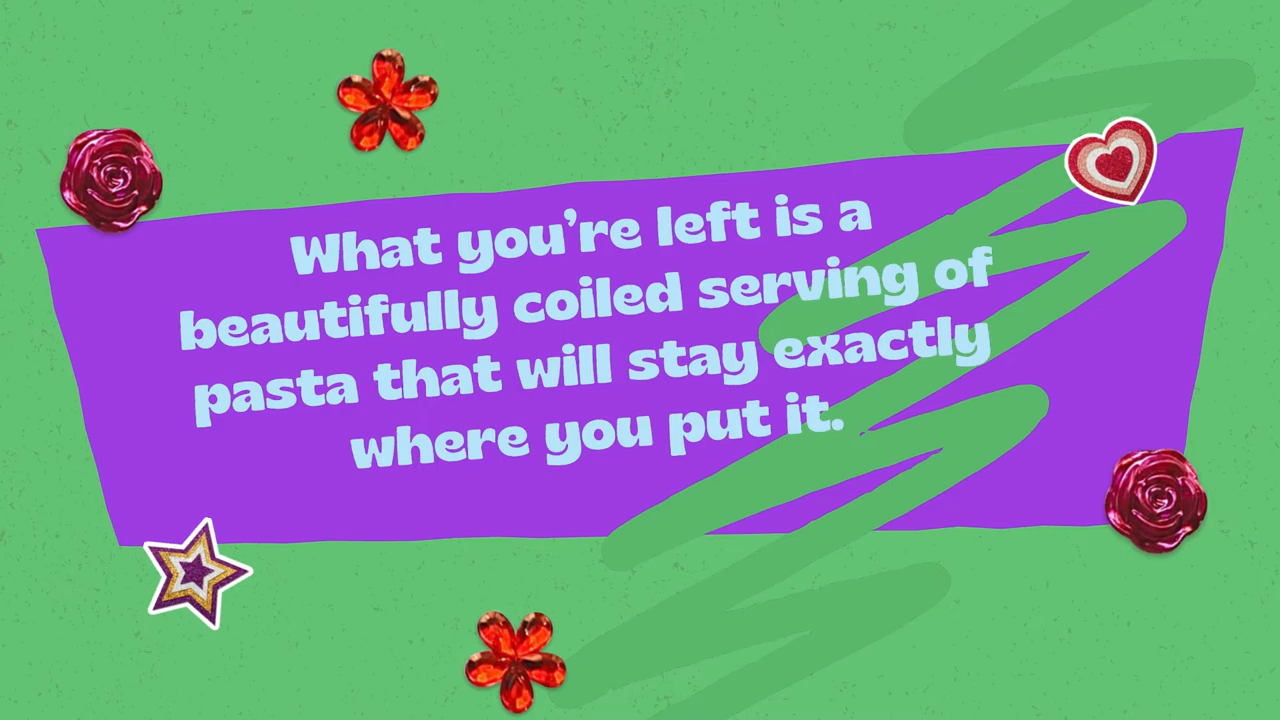 What you’re left is a
beautifully coiled serving of
pasta that will stay exactly
where you put it.